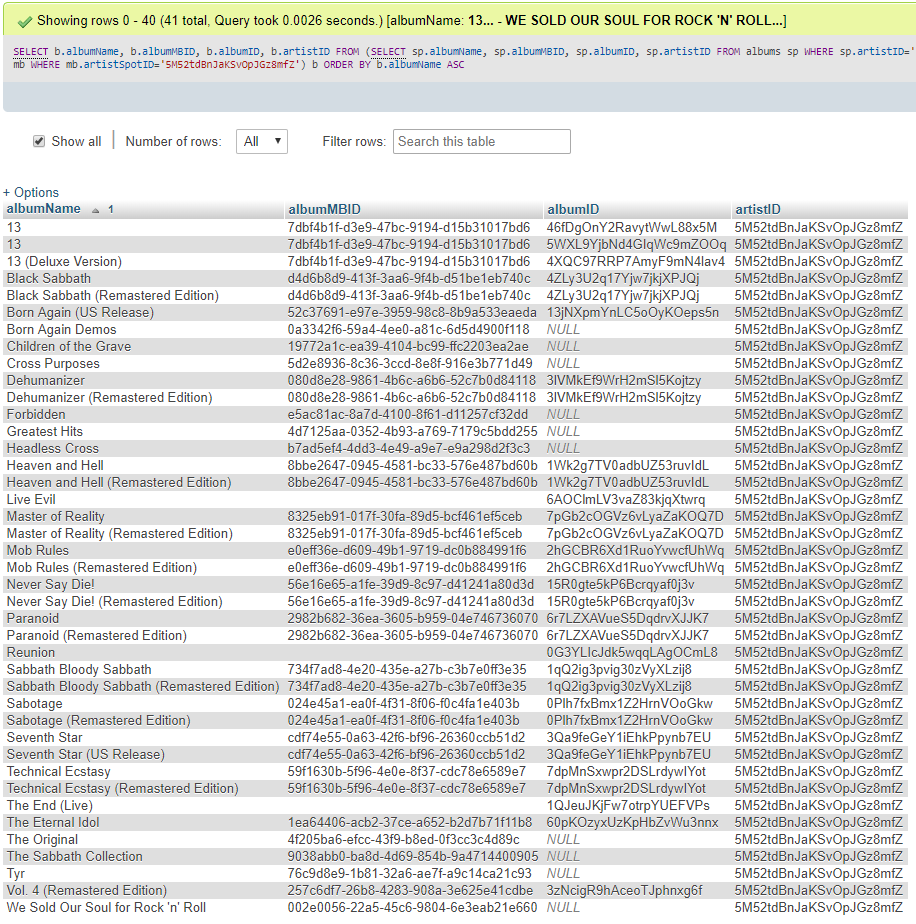 Showing rows 0 - 40 (41 total, Query took 0.0026 seconds.) [albumName: 13... - WE SOLD OUR SOUL FOR ROCK 'N' ROLL...]
SELECT b.albumName, b.albumMBID, b.albumID, b.artistID FROM (SELECT sp.albumName, sp.albumMBID, sp.albumID, sp.artistID FROM albums sp WHERE sp.artistID='
mb WHERE mb.artistSpotID='5M52tdBnJaKSvOpJGz8mfZ') b ORDER BY b.albumName ASC
Show all | Number of rows: All Filter rows: Search this table
+ Options
albumName 1 albumMBID albumID artistID
13 7dbf4b1f-d3e9-47bc-9194-d15b31017bd6 46fDgOnY2RavytWwL88x5M 5M52tdBnJaKSvOpJGz8mfZ
13 7dbf4b1f-d3e9-47bc-9194-d15b31017bd6 5WXL9YjbNd4GlqWc9mZOOq 5M52tdBnJaKSvOpJGz8mfZ
13 (Deluxe Version) 7dbf4b1f-d3e9-47bc-9194-d15b31017bd6 4XQC97RRP7AmyF9mN4lav4 5M52tdBnJaKSvOpJGz8mfZ
Black Sabbath d4d6b8d9-413f-3aa6-9f4b-d51be1eb740c 4ZLy3U2q17Yjw7jkjXPJQj 5M52tdBnJaKSvOpJGz8mfZ
Black Sabbath (Remastered Edition) d4d6b8d9-413f-3aa6-9f4b-d51be1eb740c 4ZLy3U2q17Yjw7jkjXPJQj 5M52tdBnJaKSvOpJGz8mfZ
Born Again (US Release) 52c37691-e97e-3959-98c8-8b9a533eaeda 13jNXpmYnLC5oOyKOeps5n 5M52tdBnJaKSvOpJGz8mfZ
Born Again Demos 0a3342f6-59a4-4ee0-a81c-6d5d4900f118 NULL 5M52tdBnJaKSvOpJGz8mfZ
Children of the Grave 19772a1c-ea39-4104-bc99-ffc2203ea2ae NULL 5M52tdBnJaKSvOpJGz8mfZ
Cross Purposes 5d2e8936-8c36-3ccd-8e8f-916e3b771d49 NULL 5M52tdBnJaKSvOpJGz8mfZ
Dehumanizer 080d8e28-9861-4b6c-a6b6-52c7b0d84118 3IVMkEf9WrH2mSl5Kojtzy 5M52tdBnJaKSvOpJGz8mfZ
Dehumanizer (Remastered Edition) 080d8e28-9861-4b6c-a6b6-52c7b0d84118 3IVMkEf9WrH2mSl5Kojtzy 5M52tdBnJaKSvOpJGz8mfZ
Forbidden e5ac81ac-8a7d-4100-8f61-d11257cf32dd NULL 5M52tdBnJaKSvOpJGz8mfZ
Greatest Hits 4d7125aa-0352-4b93-a769-7179c5bdd255 NULL 5M52tdBnJaKSvOpJGz8mfZ
Headless Cross b7ad5ef4-4dd3-4e49-a9e7-e9a298d2f3c3 NULL 5M52tdBnJaKSvOpJGz8mfZ
Heaven and Hell 8bbe2647-0945-4581-bc33-576e487bd60b 1Wk2g7TV0adbUZ53ruvIdL 5M52tdBnJaKSvOpJGz8mfZ
Heaven and Hell (Remastered Edition) 8bbe2647-0945-4581-bc33-576e487bd60b 1Wk2g7TV0adbUZ53ruvIdL 5M52tdBnJaKSvOpJGz8mfZ
Live Evil 6AOClmLV3vaZ83kjqXtwrq 5M52tdBnJaKSvOpJGz8mfZ
Master of Reality 8325eb91-017f-30fa-89d5-bcf461ef5ceb 7pGb2cOGVz6vLyaZaKOQ7D 5M52tdBnJaKSvOpJGz8mfZ
Master of Reality (Remastered Edition) 8325eb91-017f-30fa-89d5-bcf461ef5ceb 7pGb2cOGVz6vLyaZaKOQ7D 5M52tdBnJaKSvOpJGz8mfZ
Mob Rules e0eff36e-d609-49b1-9719-dc0b884991f6 2hGCBR6Xd1RuoYvwcfUhWq 5M52tdBnJaKSvOpJGz8mfZ
Mob Rules (Remastered Edition) e0eff36e-d609-49b1-9719-dc0b884991f6 2hGCBR6Xd1RuoYvwcfUhWq 5M52tdBnJaKSvOpJGz8mfZ
Never Say Die! 56e16e65-a1fe-39d9-8c97-d41241a80d3d 15R0gte5kP6Bcrqyaf0j3v 5M52tdBnJaKSvOpJGz8mfZ
Never Say Die! (Remastered Edition) 56e16e65-a1fe-39d9-8c97-d41241a80d3d 15R0gte5kP6Bcrqyaf0j3v 5M52tdBnJaKSvOpJGz8mfZ
Paranoid 2982b682-36ea-3605-b959-04e746736070 6r7LZXAVueS5DqdrvXJJK7 5M52tdBnJaKSvOpJGz8mfZ
Paranoid (Remastered Edition) 2982b682-36ea-3605-b959-04e746736070 6r7LZXAVueS5DqdrvXJJK7 5M52tdBnJaKSvOpJGz8mfZ
Reunion 0G3YLIcJdk5wqqLAgOCmL8 5M52tdBnJaKSvOpJGz8mfZ
Sabbath Bloody Sabbath 734f7ad8-4e20-435e-a27b-c3b7e0ff3e35 1qQ2ig3pvig30zVyXLzij8 5M52tdBnJaKSvOpJGz8mfZ
Sabbath Bloody Sabbath (Remastered Edition) 734f7ad8-4e20-435e-a27b-c3b7e0ff3e35 1qQ2ig3pvig30zVyXLzij8 5M52tdBnJaKSvOpJGz8mfZ
Sabotage 024e45a1-ea0f-4f31-8f06-f0c4fa1e403b 0Plh7fxBmx1Z2HrnVOoGkw 5M52tdBnJaKSvOpJGz8mfZ
Sabotage (Remastered Edition) 024e45a1-ea0f-4f31-8f06-f0c4fa1e403b 0Plh7fxBmx1Z2HrnVOoGkw 5M52tdBnJaKSvOpJGz8mfZ
Seventh Star cdf74e55-0a63-42f6-bf96-26360ccb51d2 3Qa9feGeY1iEhkPpynb7EU 5M52tdBnJaKSvOpJGz8mfZ
Seventh Star (US Release) cdf74e55-0a63-42f6-bf96-26360ccb51d2 3Qa9feGeY1iEhkPpynb7EU 5M52tdBnJaKSvOpJGz8mfZ
Technical Ecstasy 59f1630b-5f96-4e0e-8f37-cdc78e6589e7 7dpMnSxwpr2DSLrdywIYot 5M52tdBnJaKSvOpJGz8mfZ
Technical Ecstasy (Remastered Edition) 59f1630b-5f96-4e0e-8f37-cdc78e6589e7 7dpMnSxwpr2DSLrdywIYot 5M52tdBnJaKSvOpJGz8mfZ
The End (Live) 1QJeuJKjFw7otrpYUEFVPs 5M52tdBnJaKSvOpJGz8mfZ
The Eternal Idol 1ea64406-acb2-37ce-a652-b2d7b71f11b8 60pKOzyxUzKpHbZvWu3nnx 5M52tdBnJaKSvOpJGz8mfZ
The Original 4f205ba6-efcc-43f9-b8ed-0f3cc3c4d89c NULL 5M52tdBnJaKSvOpJGz8mfZ
The Sabbath Collection 9038abb0-ba8d-4d69-854b-9a4714400905 NULL 5M52tdBnJaKSvOpJGz8mfZ
Tyr 76c9d8e9-1b81-32a6-ae7f-a9c14ca21c93 NULL 5M52tdBnJaKSvOpJGz8mfZ
Vol. 4 (Remastered Edition) 257c6df7-26b8-4283-908a-3e625e41cdbe 3zNcigR9hAceoTJphnxg6f 5M52tdBnJaKSvOpJGz8mfZ
We Sold Our Soul for Rock 'n' Roll 002e0056-22a5-45c6-9804-6e3eab21e660 NULL 5M52tdBnJaKSvOpJGz8mfZ